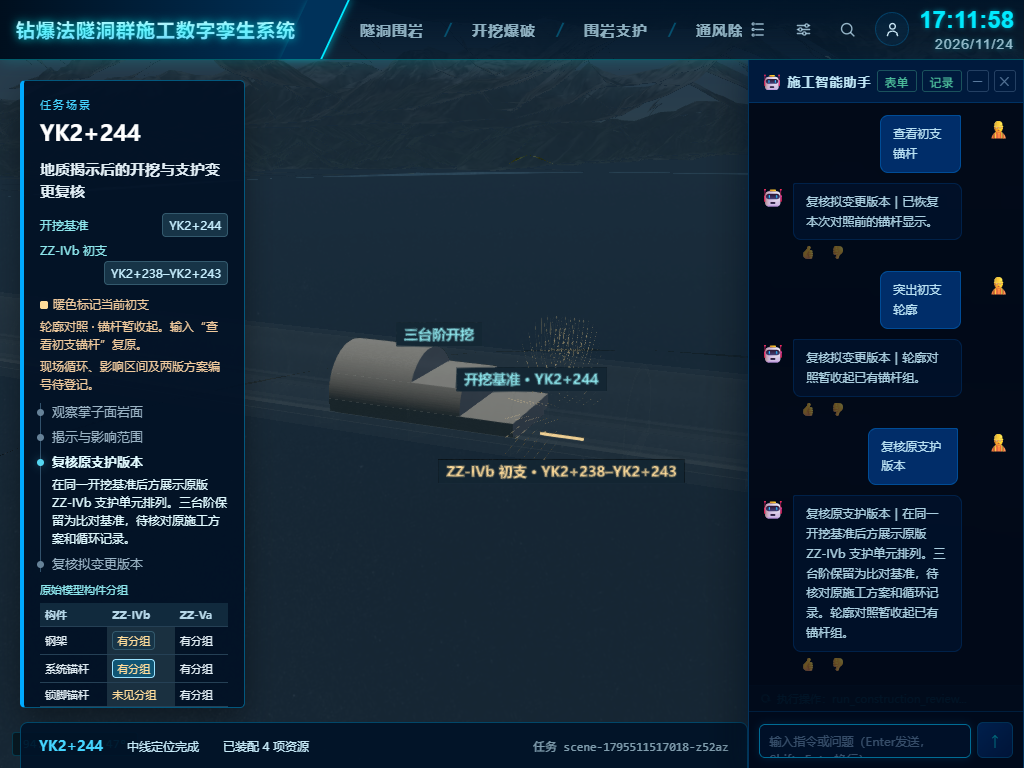 钻爆法隧洞群施工数字孪生系统
隧洞围岩 / 开挖爆破 / 围岩支护 / 通风除
17:11:58
2026/11/24
任务场景
YK2+244
地质揭示后的开挖与支护变
更复核
开挖基准 YK2+244
ZZ-IVb 初支
YK2+238—YK2+243
暖色标记当前初支
轮廓对照 · 锚杆暂收起。输入“查
看初支锚杆”复原。
现场循环、影响区间及两版方案编
号待登记。
观察掌子面岩面
揭示与影响范围
复核原支护版本
在同一开挖基准后方展示原版
ZZ-IVb 支护单元排列。三台阶保
留为比对基准，待核对原施工方
案和循环记录。
复核拟变更版本
原始模型构件分组
构件 ZZ-IVb ZZ-Va
钢架 有分组 有分组
系统锚杆 有分组 有分组
锁脚锚杆 未见分组 有分组
三台阶开挖
开挖基准 • YK2+244
ZZ-IVb 初支 • YK2+238—YK2+243
YK2+244 中线定位完成 已装配 4 项资源 任务 scene-1795511517018-z52az
施工智能助手 表单 记录
查看初支
锚杆
复核拟变更版本 | 已恢复
本次对照前的锚杆显示。
突出初支
轮廓
复核拟变更版本 | 轮廓对
照暂收起已有锚杆组。
复核原支护
版本
复核原支护版本 | 在同一
开挖基准后方展示原版
ZZ-IVb 支护单元排列。三
台阶保留为比对基准，待
核对原施工方案和循环记
录。轮廓对照暂收起已有
锚杆组。
输入指令或问题（Enter发送，